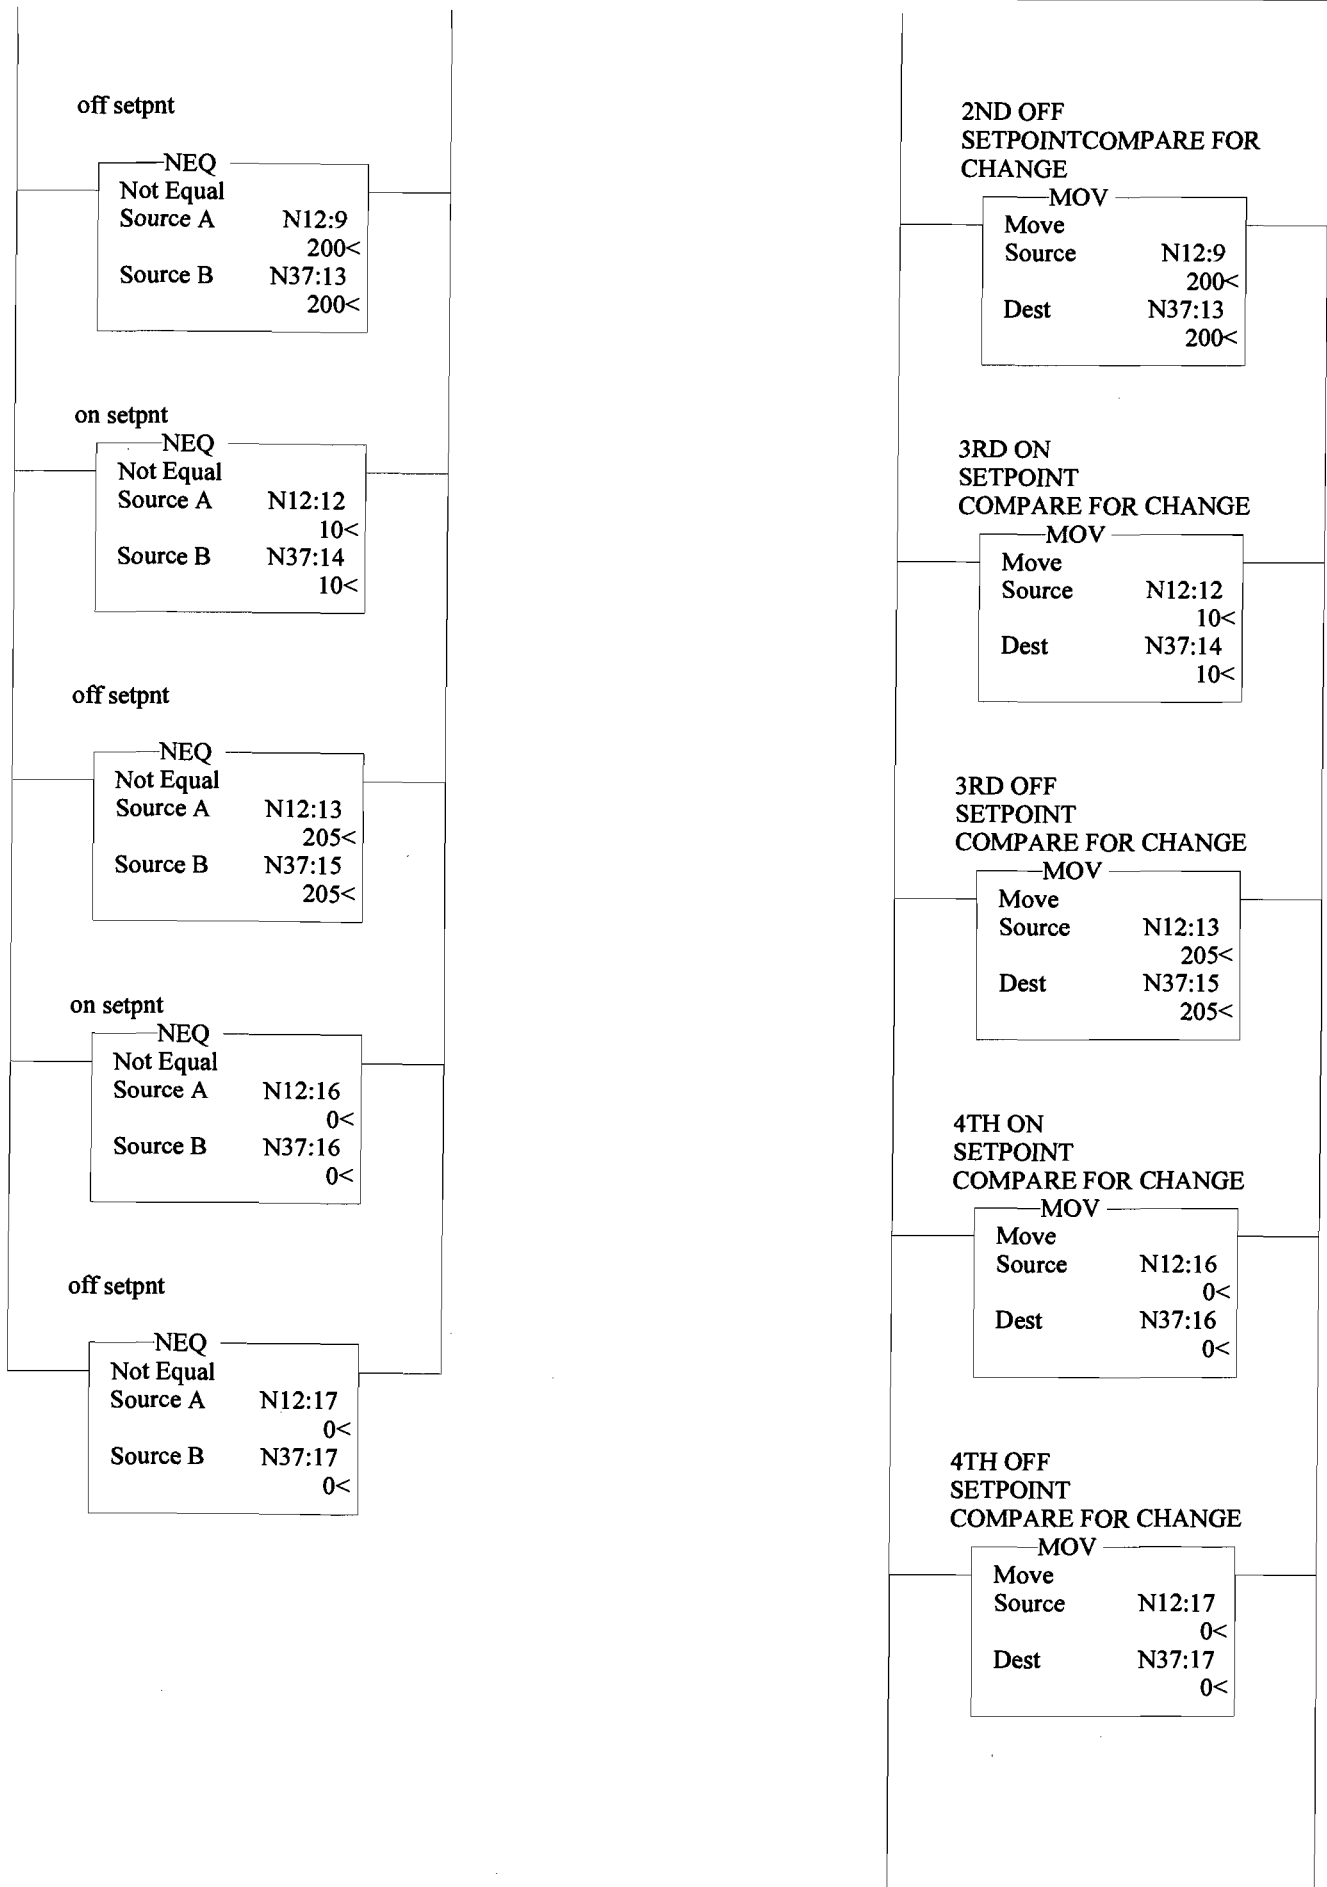 off setpnt
NEQ
Not Equal
Source A N12:9
200<
Source B N37:13
200<
on setpnt
NEQ
Not Equal
Source A N12:12
10<
Source B N37:14
10<
off setpnt
NEQ
Not Equal
Source A N12:13
205<
Source B N37:15
205<
on setpnt
NEQ
Not Equal
Source A N12:16
0<
Source B N37:16
0<
off setpnt
NEQ
Not Equal
Source A N12:17
0<
Source B N37:17
0<
2ND OFF
SETPOINTCOMPARE FOR
CHANGE
MOV
Move
Source N12:9
200<
Dest N37:13
200<
3RD ON
SETPOINT
COMPARE FOR CHANGE
MOV
Move
Source N12:12
10<
Dest N37:14
10<
3RD OFF
SETPOINT
COMPARE FOR CHANGE
MOV
Move
Source N12:13
205<
Dest N37:15
205<
4TH ON
SETPOINT
COMPARE FOR CHANGE
MOV
Move
Source N12:16
0<
Dest N37:16
0<
4TH OFF
SETPOINT
COMPARE FOR CHANGE
MOV
Move
Source N12:17
0<
Dest N37:17
0<